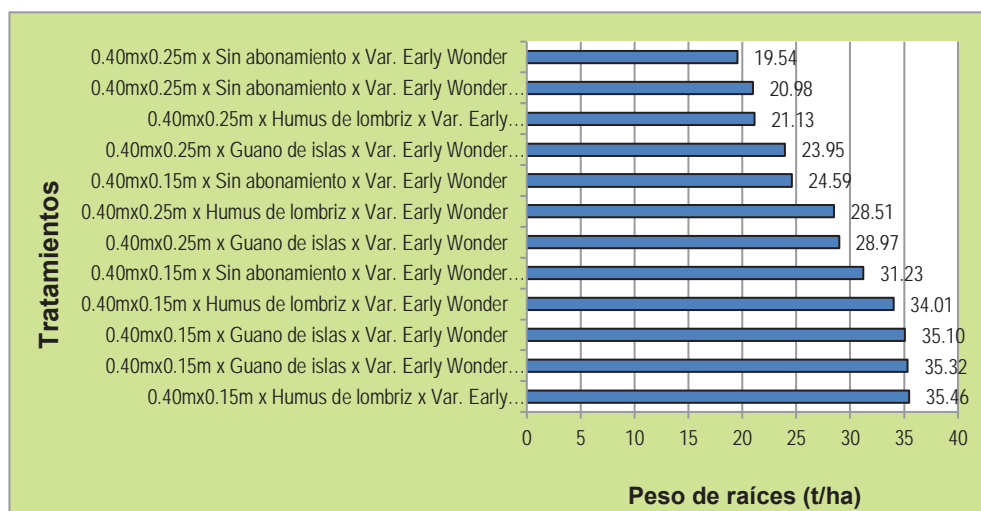 0.40mx0.25m x Sin abonamiento x Var. Early Wonder 19.54
0.40mx0.25m x Sin abonamiento x Var. Early Wonder... 20.98
0.40mx0.25m x Humus de lombriz x Var. Early... 21.13
0.40mx0.25m x Guano de islas x Var. Early Wonder... 23.95
0.40mx0.15m x Sin abonamiento x Var. Early Wonder 24.59
0.40mx0.25m x Humus de lombriz x Var. Early Wonder 28.51
0.40mx0.25m x Guano de islas x Var. Early Wonder 28.97
0.40mx0.15m x Sin abonamiento x Var. Early Wonder... 31.23
0.40mx0.15m x Humus de lombriz x Var. Early Wonder 34.01
0.40mx0.15m x Guano de islas x Var. Early Wonder 35.10
0.40mx0.15m x Guano de islas x Var. Early Wonder... 35.32
0.40mx0.15m x Humus de lombriz x Var. Early... 35.46
Tratamientos
0 5 10 15 20 25 30 35 40
Peso de raíces (t/ha)